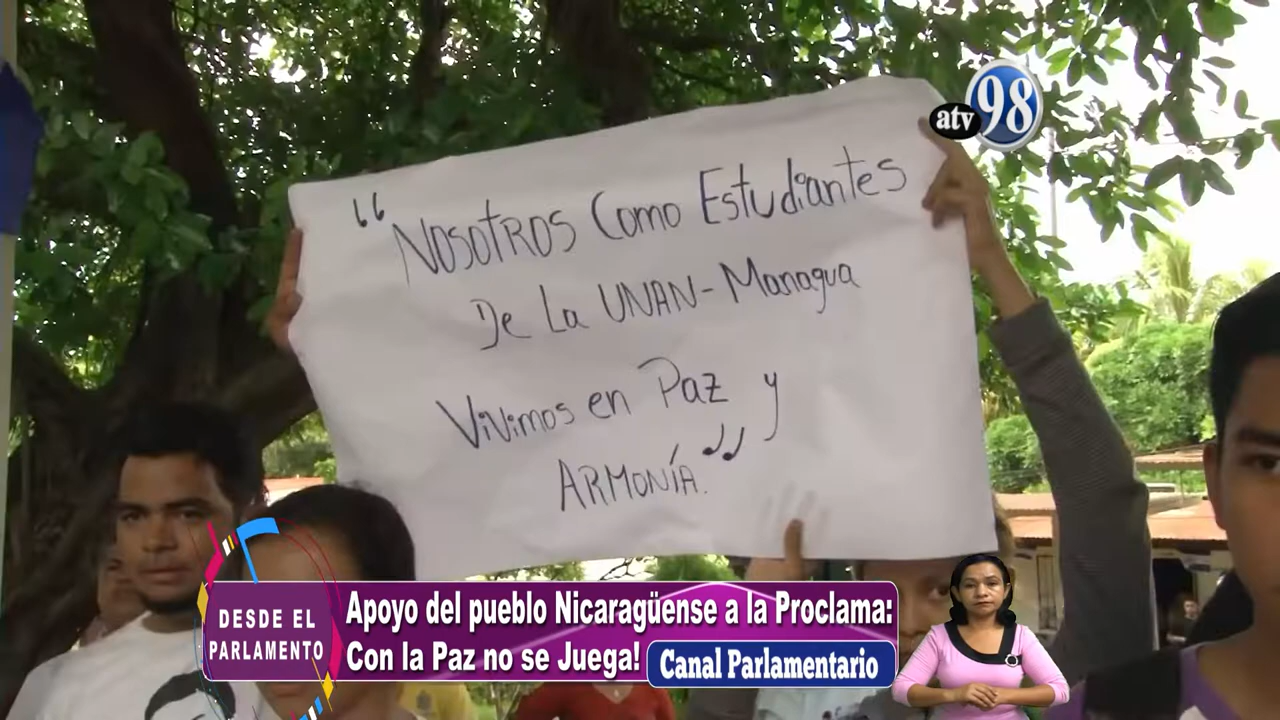 atv 98
“Nosotros Como Estudiantes
De La UNAN-Managua
Vivimos en Paz y
ARMONÍA.”
DESDE EL
PARLAMENTO
Apoyo del pueblo Nicaragüense a la Proclama:
Con la Paz no se Juega!
Canal Parlamentario